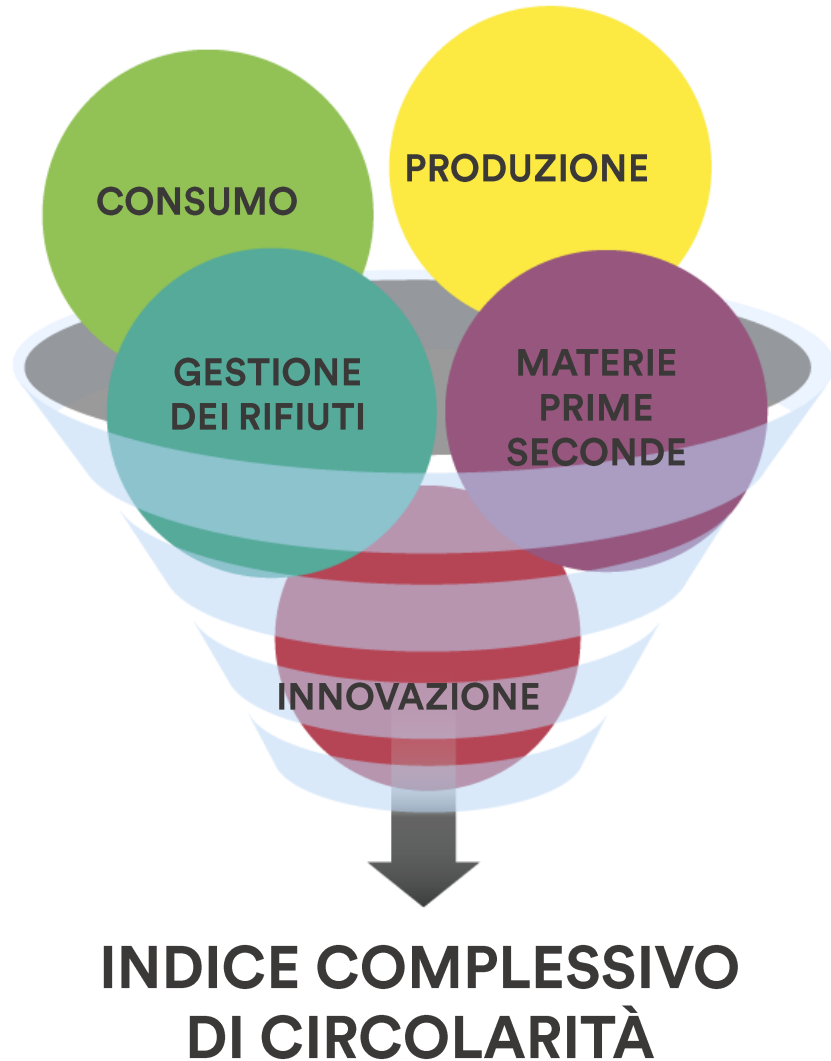 CONSUMO
PRODUZIONE
GESTIONE
DEI RIFIUTI
MATERIE
PRIME
SECONDE
INNOVAZIONE
INDICE COMPLESSIVO
DI CIRCOLARITÀ